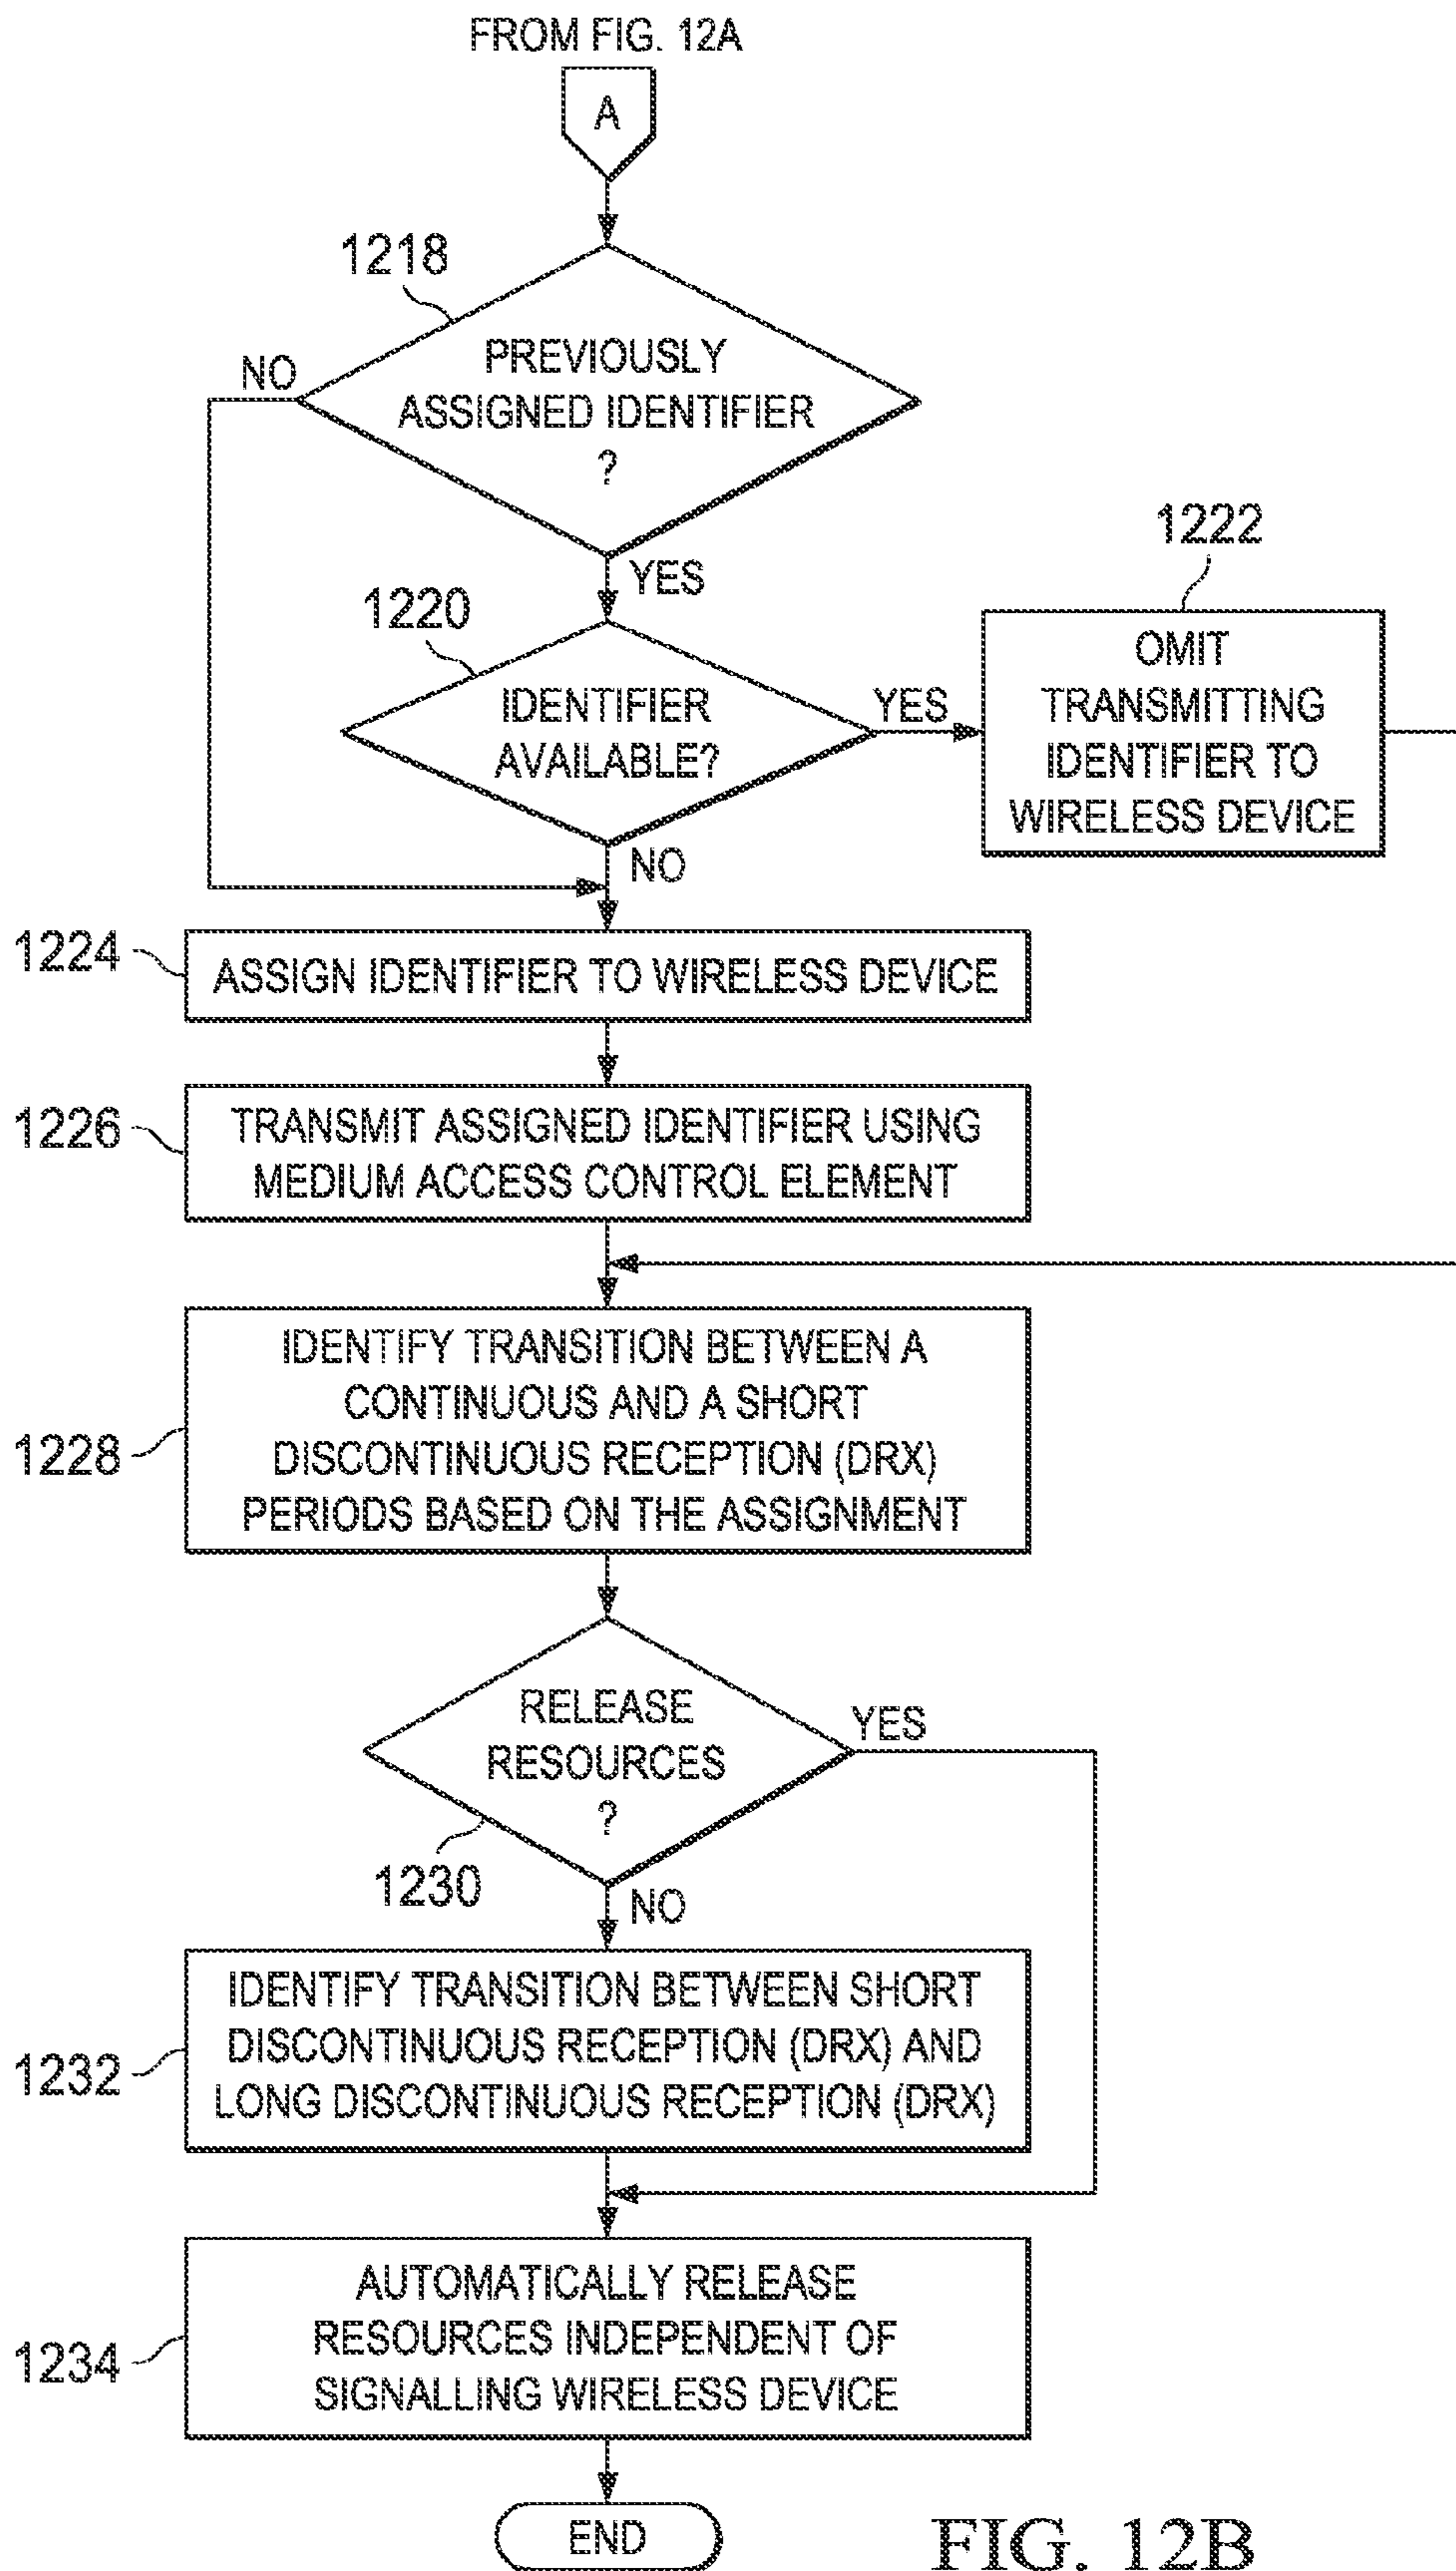 FROM FIG. 12A
A
1218
NO
PREVIOUSLY
ASSIGNED IDENTIFIER
?
YES
1220
IDENTIFIER
AVAILABLE?
YES
NO
1222
OMIT
TRANSMITTING
IDENTIFIER TO
WIRELESS DEVICE
1224
ASSIGN IDENTIFIER TO WIRELESS DEVICE
1226
TRANSMIT ASSIGNED IDENTIFIER USING
MEDIUM ACCESS CONTROL ELEMENT
1228
IDENTIFY TRANSITION BETWEEN A
CONTINUOUS AND A SHORT
DISCONTINUOUS RECEPTION (DRX)
PERIODS BASED ON THE ASSIGNMENT
RELEASE
RESOURCES
?
YES
1230
NO
1232
IDENTIFY TRANSITION BETWEEN SHORT
DISCONTINUOUS RECEPTION (DRX) AND
LONG DISCONTINUOUS RECEPTION (DRX)
1234
AUTOMATICALLY RELEASE
RESOURCES INDEPENDENT OF
SIGNALLING WIRELESS DEVICE
END
FIG. 12B